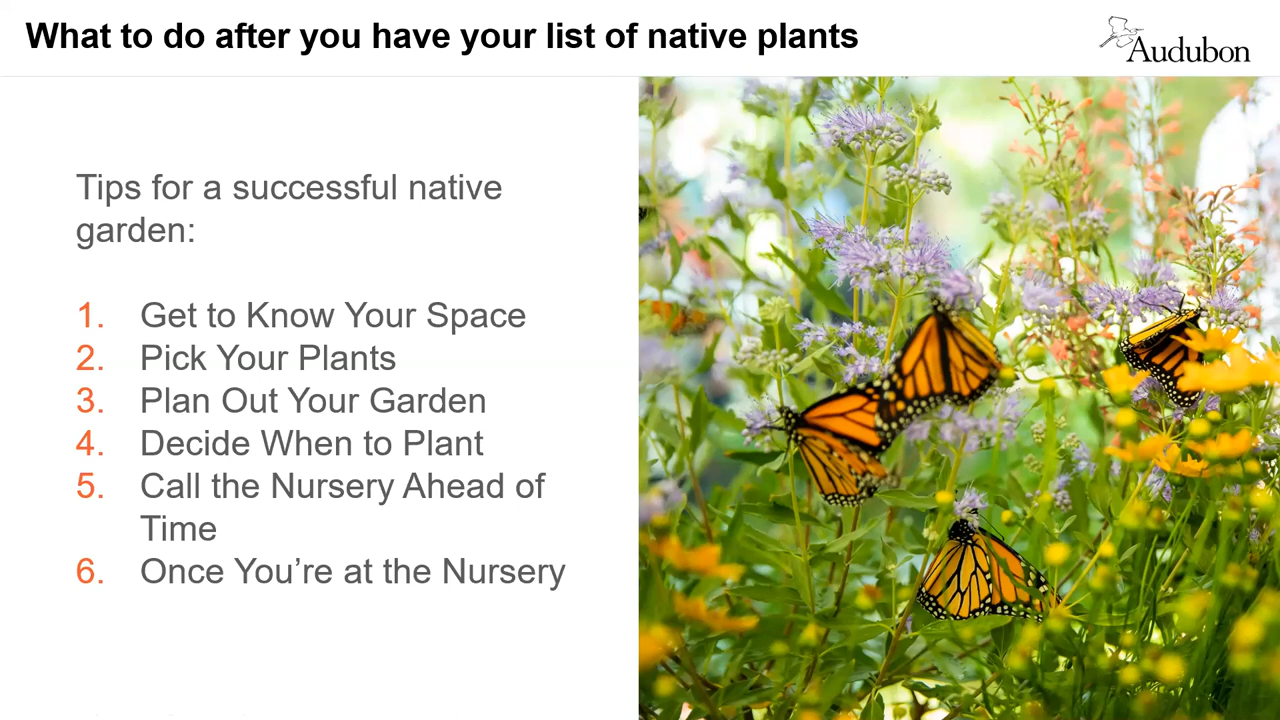 What to do after you have your list of native plants
Audubon
Tips for a successful native
garden:
1. Get to Know Your Space
2. Pick Your Plants
3. Plan Out Your Garden
4. Decide When to Plant
5. Call the Nursery Ahead of
Time
6. Once You’re at the Nursery